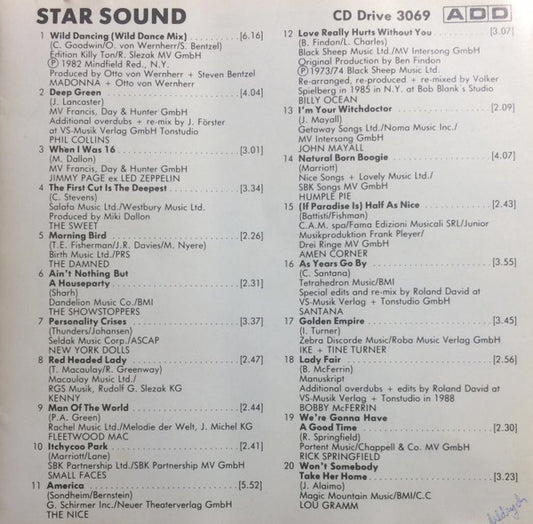 STAR SOUND
CD Drive 3069 ADD
1 Wild Dancing (Wild Dance Mix) . . . . . . . . . . [6.16]
(C. Goodwin/O. von Wernherr/S. Bentzel)
Edition Killy Ton/R. Slezak MV GmbH
Ⓟ 1982 Mindfield Red., N.Y.
Produced by Otto von Wernherr + Steven Bentzel
MADONNA + Otto von Wernherr
2 Deep Green . . . . . . . . . . [4.04]
(J. Lancaster)
MV Francis, Day & Hunter GmbH
Additional overdubs + re-mix by J. Förster
at VS-Musik Verlag GmbH Tonstudio
PHIL COLLINS
3 When I Was 16 . . . . . . . . . . [3.01]
(M. Dallon)
MV Francis, Day & Hunter GmbH
JIMMY PAGE ex LED ZEPPELIN
4 The First Cut Is The Deepest . . . . . . . . . . [3.34]
(C. Stevens)
Salafa Music Ltd./Westbury Music Ltd.
Produced by Miki Dallon
THE SWEET
5 Morning Bird . . . . . . . . . . [2.26]
(T.E. Fisherman/J.R. Davies/M. Nyere)
Birth Music Ltd./PRS
THE DAMNED
6 Ain't Nothing But
A Houseparty . . . . . . . . . . [2.31]
(Sharh)
Dandelion Music Co./BMI
THE SHOWSTOPPERS
7 Personality Crises . . . . . . . . . . [3.37]
(Thunders/Johansen)
Seldak Music Corp./ASCAP
NEW YORK DOLLS
8 Red Headed Lady . . . . . . . . . . [2.47]
(T. Macaulay/R. Greenway)
Macaulay Music Ltd./
RGS Musik, Rudolf G. Slezak KG
KENNY
9 Man Of The World . . . . . . . . . . [2.44]
(P.A. Green)
Rachel Music Ltd./Melodie der Welt, J. Michel KG
FLEETWOOD MAC
10 Itchycoo Park . . . . . . . . . . [2.41]
(Marriott/Lane)
SBK Partnership Ltd./SBK Partnership MV GmbH
SMALL FACES
11 America . . . . . . . . . . [5.52]
(Sondheim/Bernstein)
G. Schirmer Inc./Neuer Theaterverlag GmbH
THE NICE
12 Love Really Hurts Without You . . . . . . . . . . [3.07]
(B. Findon/L. Charles)
Black Sheep Music Ltd./MV Intersong GmbH
Original Production by Ben Findon
Ⓟ 1973/74 Black Sheep Music Ltd.
Re-arranged, re-produced + re-mixed by Volker
Spielberg in 1985 in N.Y. at Bob Blank´s Studio
BILLY OCEAN
13 I'm Your Witchdoctor . . . . . . . . . . [2.09]
(J. Mayall)
Getaway Songs Ltd./Noma Music Inc./
MV Intersong GmbH
JOHN MAYALL
14 Natural Born Boogie . . . . . . . . . . [4.07]
(Marriott)
Nice Songs + Lovely Music Ltd./
SBK Songs MV GmbH
HUMPLE PIE
15 (If Paradise Is) Half As Nice . . . . . . . . . . [2.43]
(Battisti/Fishman)
C.A.M. spa/Fama Edizioni Musicali SRL/Junior
Musikproduktion Frank Pleyer/
Drei Ringe MV GmbH
AMEN CORNER
16 As Years Go By . . . . . . . . . . [3.55]
(C. Santana)
Tetrahedron Music/BMI
Special edits and re-mix by Roland David at
VS-Musik Verlag + Tonstudio GmbH
SANTANA
17 Golden Empire . . . . . . . . . . [3.45]
(I. Turner)
Zebra Discorde Music/Roba Music Verlag GmbH
IKE + TINE TURNER
18 Lady Fair . . . . . . . . . . [2.56]
(B. McFerrin)
Manuskript
Additional overdubs + edits by Roland David at
VS-Musik Verlag + Tonstudio in 1988
BOBBY McFERRIN
19 We're Gonna Have
A Good Time . . . . . . . . . . [2.30]
(R. Springfield)
Portent Music/Chappell & Co. MV GmbH
RICK SPRINGFIELD
20 Won't Somebody
Take Her Home . . . . . . . . . . [3.23]
(J. Alaimo)
Magic Mountain Music/BMI/C.C
LOU GRAMM